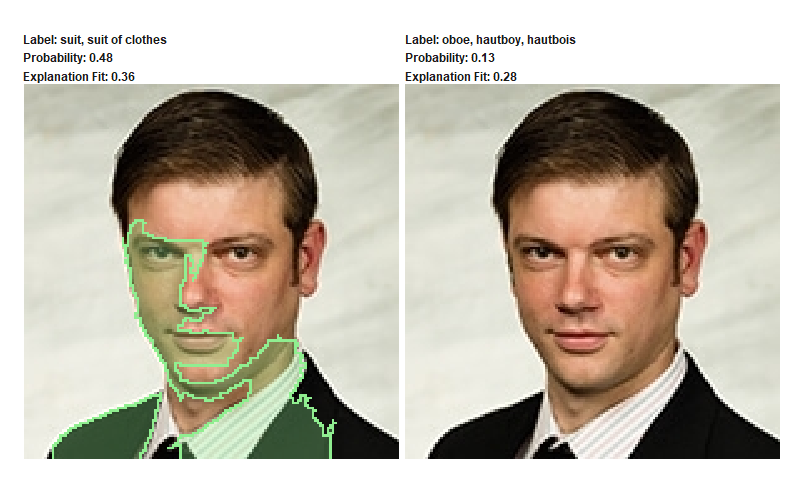 Label: suit, suit of clothes
Probability: 0.48
Explanation Fit: 0.36
Label: oboe, hautboy, hautbois
Probability: 0.13
Explanation Fit: 0.28